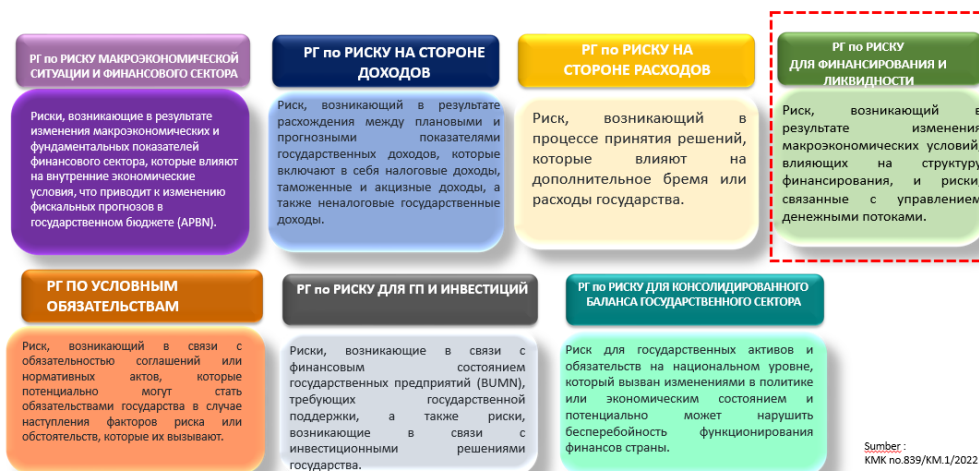 РГ по РИСКУ МАКРОЭКОНОМИЧЕСКОЙ
СИТУАЦИИ И ФИНАНСОВОГО СЕКТОРА
Риски, возникающие в результате
изменения макроэкономических и
фундаментальных показателей
финансового сектора, которые влияют
на внутренние экономические
условия, что приводит к изменению
фискальных прогнозов в
государственном бюджете (APBN).
РГ по РИСКУ НА СТОРОНЕ
ДОХОДОВ
Риск, возникающий в результате
расхождения между плановыми и
прогнозными показателями
государственных доходов, которые
включают в себя налоговые доходы,
таможенные и акцизные доходы, а
также неналоговые государственные
доходы.
РГ по РИСКУ НА
СТОРОНЕ РАСХОДОВ
Риск, возникающий в
процессе принятия решений,
которые влияют на
дополнительное бремя или
расходы государства.
РГ по РИСКУ
ДЛЯ ФИНАНСИРОВАНИЯ И
ЛИКВИДНОСТИ
Риск, возникающий в
результате изменения
макроэкономических условий,
влияющих на структуру
финансирования, и риски,
связанные с управлением
денежными потоками.
РГ ПО УСЛОВНЫМ
ОБЯЗАТЕЛЬСТВАМ
Риск, возникающий в связи с
обязательностью соглашений или
нормативных актов, которые
потенциально могут стать
обязательствами государства в случае
наступления факторов риска или
обстоятельств, которые их вызывают.
РГ по РИСКУ ДЛЯ ГП И ИНВЕСТИЦИЙ
Риски, возникающие в связи с
финансовым состоянием
государственных предприятий (BUMN),
требующих государственной
поддержки, а также риски,
возникающие в связи с
инвестиционными решениями
государства.
РГ по РИСКУ ДЛЯ КОНСОЛИДИРОВАННОГО
БАЛАНСА ГОСУДАРСТВЕННОГО СЕКТОРА
Риск для государственных активов и
обязательств на национальном уровне,
который вызван изменениями в политике
или экономическим состоянием и
потенциально может нарушить
бесперебойность функционирования
финансов страны.
Sumber :
KMK no.839/KM.1/2022